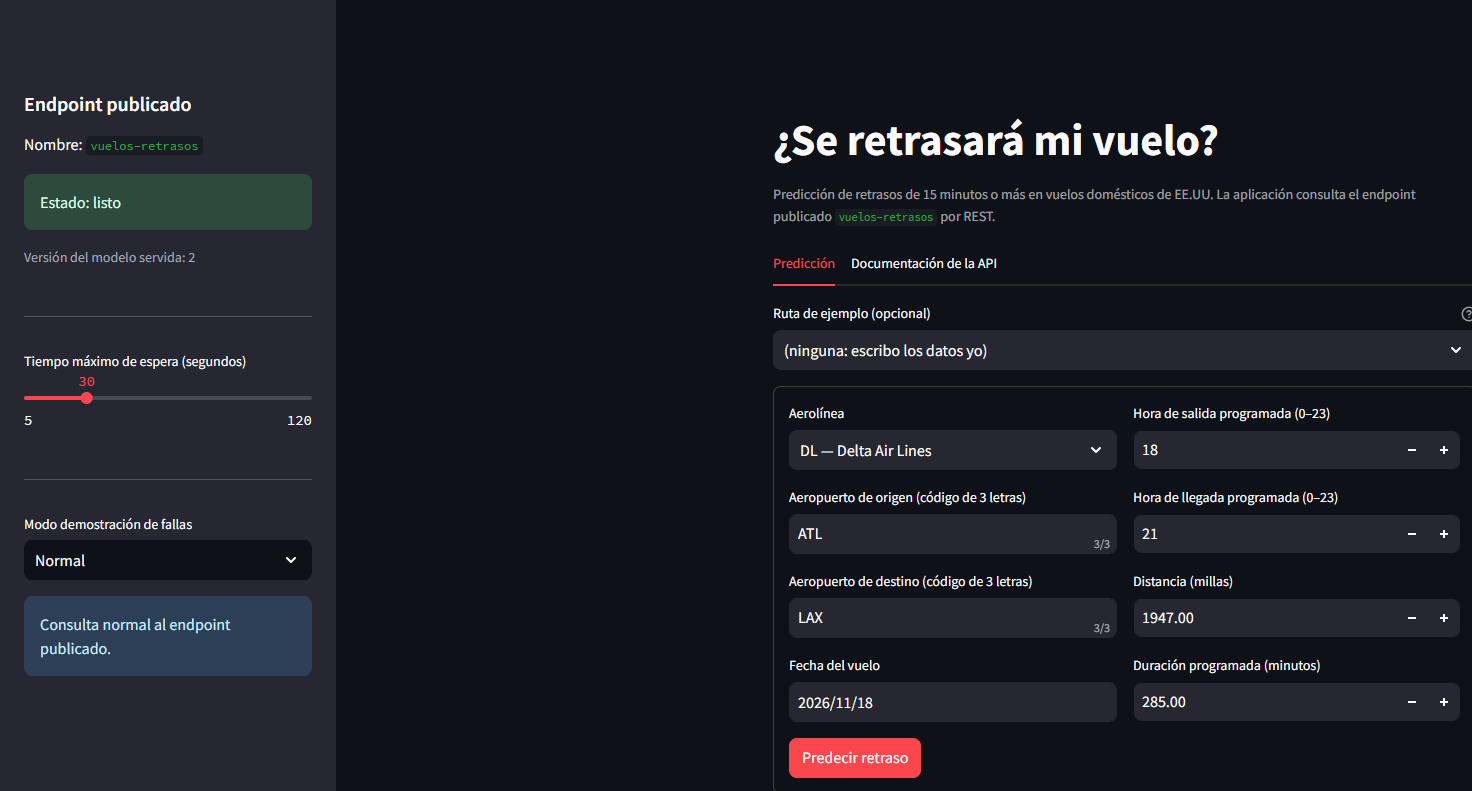 Endpoint publicado
Nombre: vuelos-retrasos
Estado: listo
Versión del modelo servida: 2
Tiempo máximo de espera (segundos)
30
5 120
Modo demostración de fallas
Normal
Consulta normal al endpoint
publicado.
¿Se retrasará mi vuelo?
Predicción de retrasos de 15 minutos o más en vuelos domésticos de EE.UU. La aplicación consulta el endpoint
publicado vuelos-retrasos por REST.
Predicción Documentación de la API
Ruta de ejemplo (opcional)
(ninguna: escribo los datos yo)
Aerolínea
DL — Delta Air Lines
Aeropuerto de origen (código de 3 letras)
ATL
3/3
Aeropuerto de destino (código de 3 letras)
LAX
3/3
Fecha del vuelo
2026/11/18
Hora de salida programada (0–23)
18
Hora de llegada programada (0–23)
21
Distancia (millas)
1947.00
Duración programada (minutos)
285.00
Predecir retraso